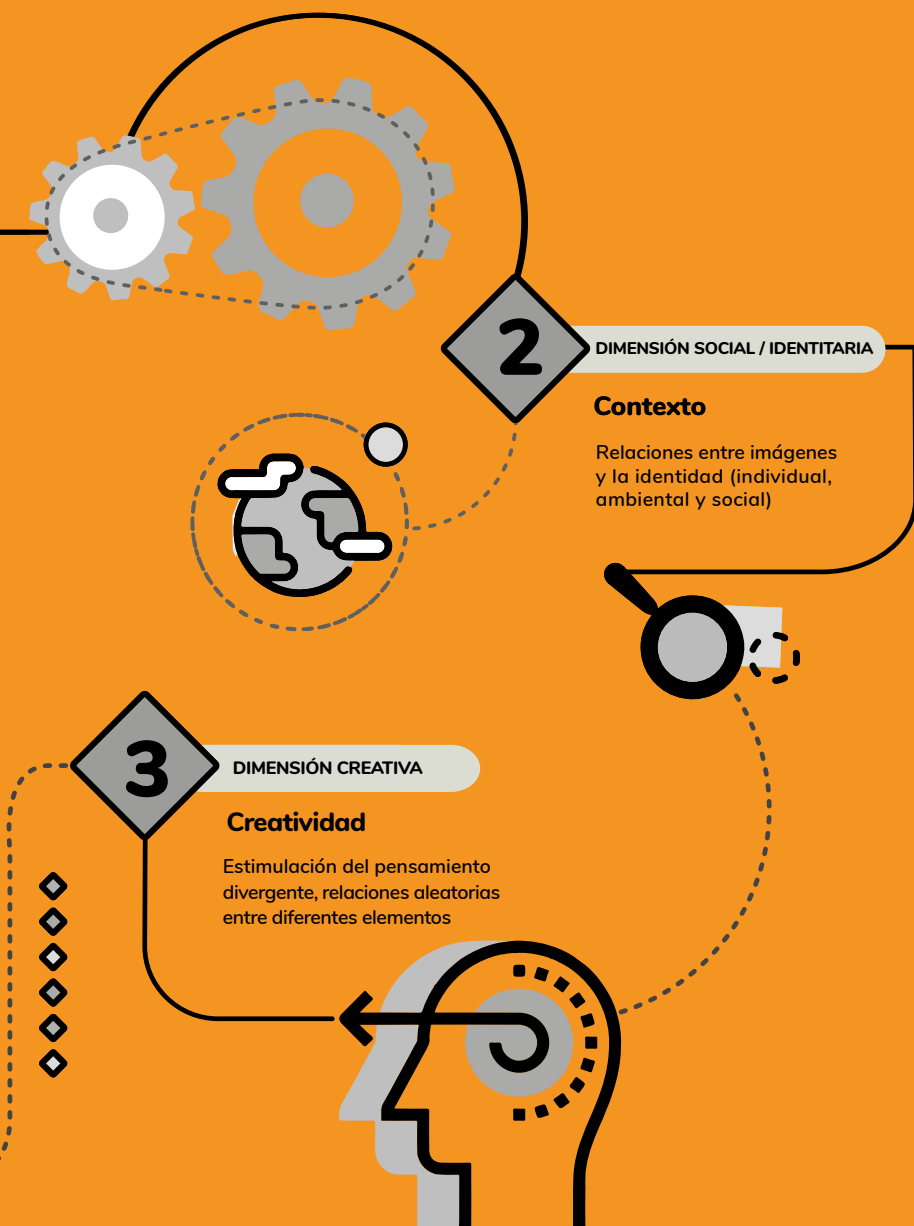 2
DIMENSIÓN SOCIAL / IDENTITARIA
Contexto
Relaciones entre imágenes
y la identidad (individual,
ambiental y social)
3
DIMENSIÓN CREATIVA
Creatividad
Estimulación del pensamiento
divergente, relaciones aleatorias
entre diferentes elementos